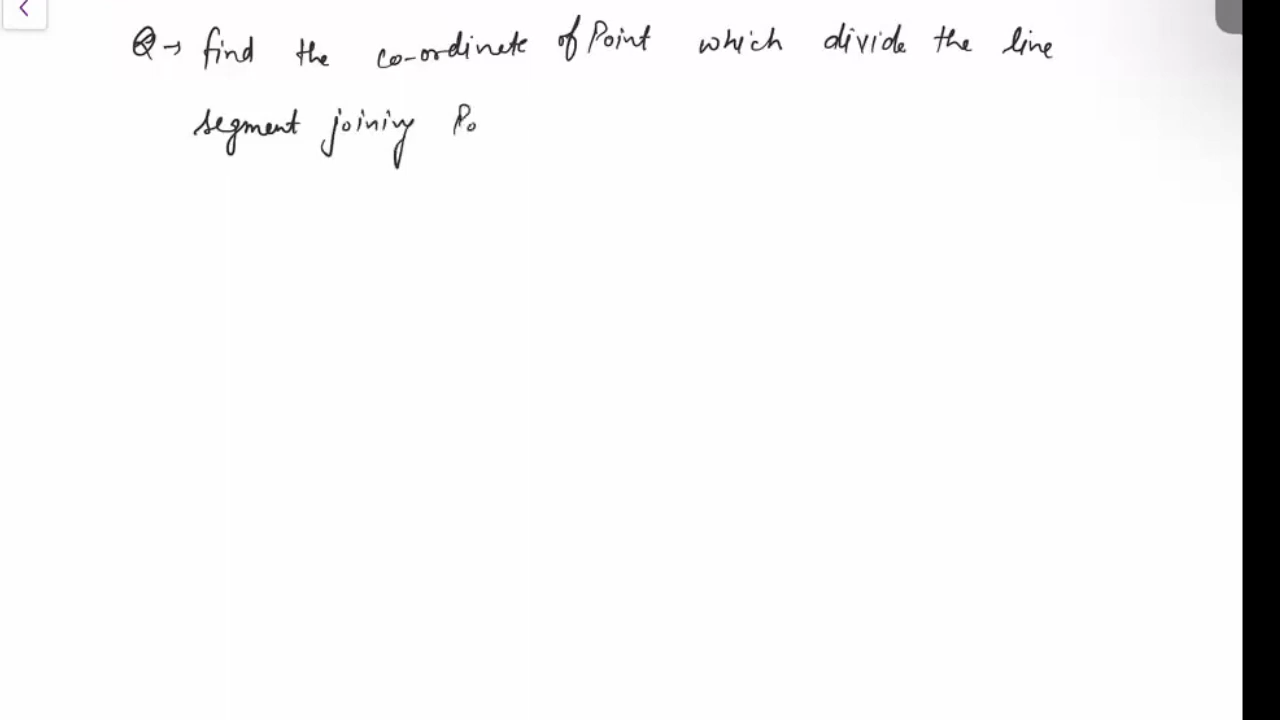 Q→ find the co-ordinate of Point which divide the line
segment joining Po